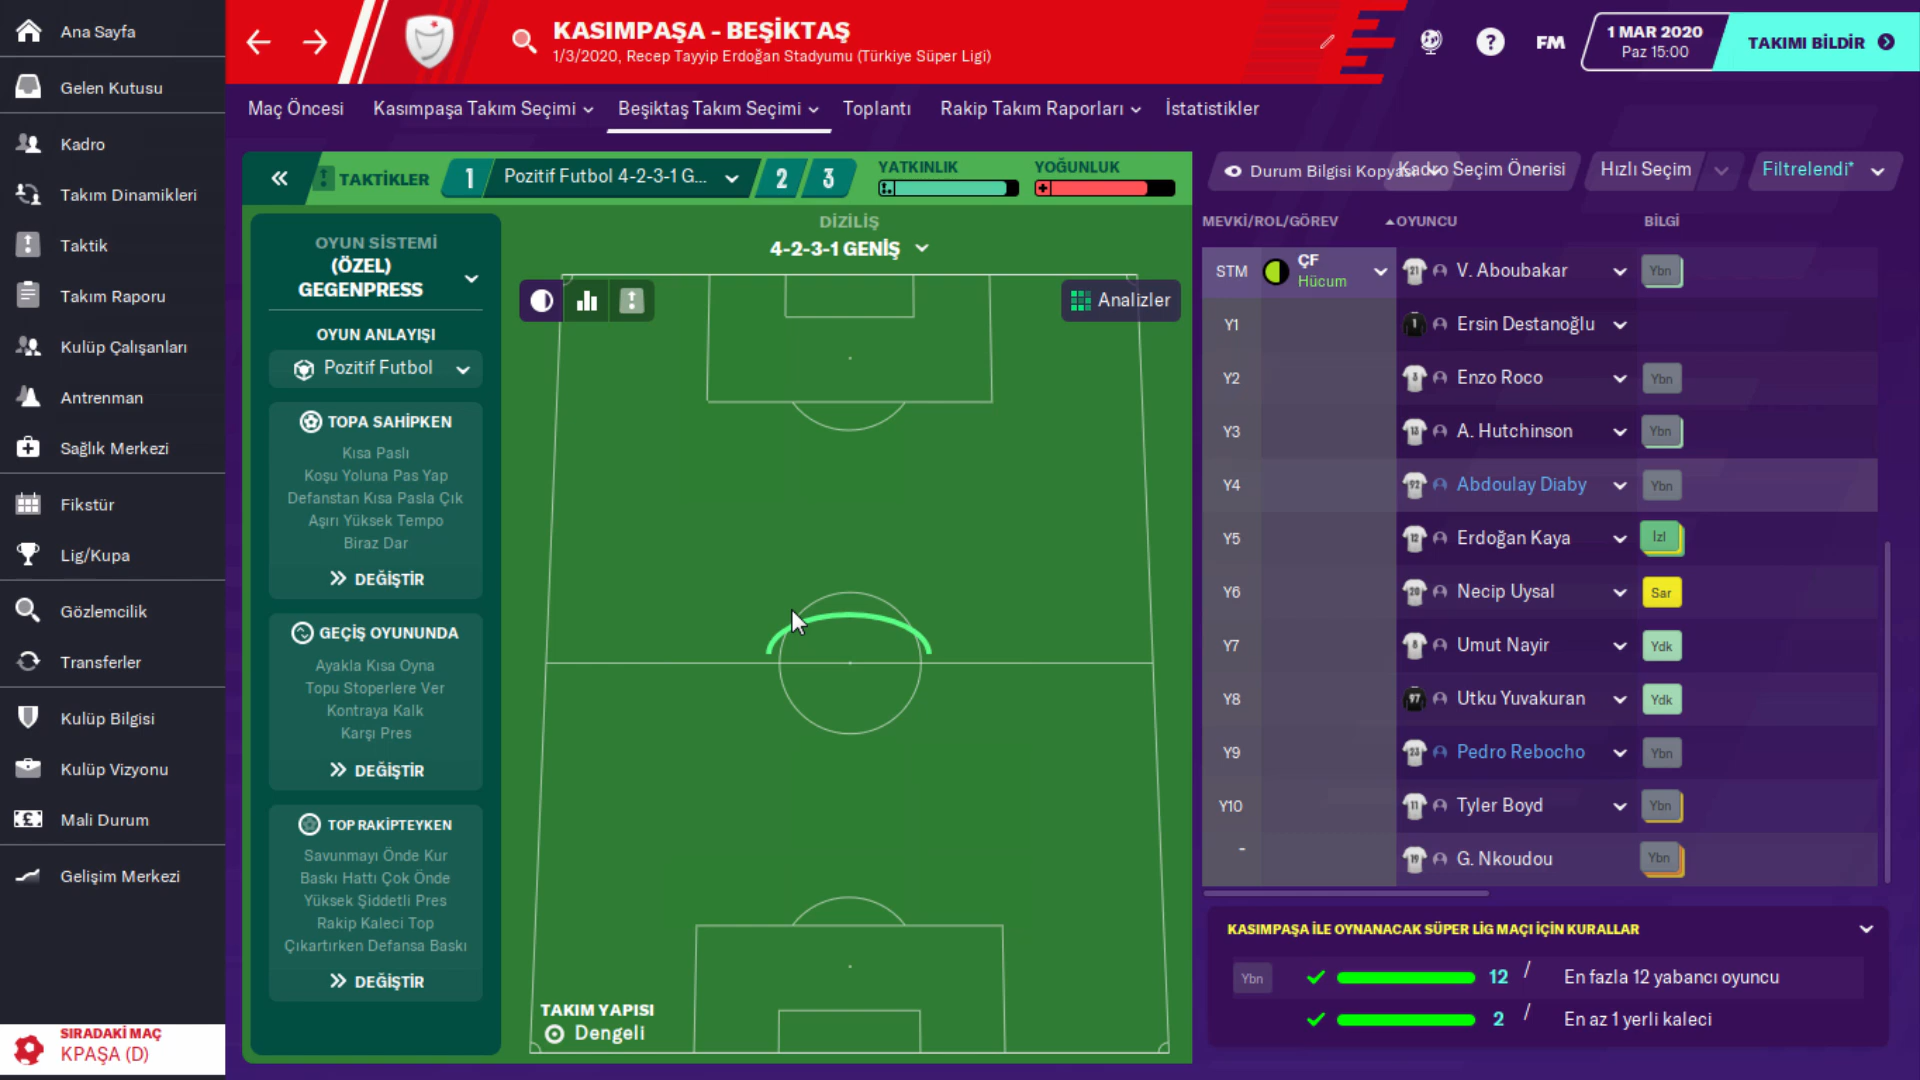 Ana Sayfa
Gelen Kutusu
Kadro
Takım Dinamikleri
Taktik
Takım Raporu
Kulüp Çalışanları
Antrenman
Sağlık Merkezi
Fikstür
Lig/Kupa
Gözlemcilik
Transferler
Kulüp Bilgisi
Kulüp Vizyonu
Mali Durum
Gelişim Merkezi
SIRADAKİ MAÇ
KPAŞA (D)
KASIMPAŞA - BEŞİKTAŞ
1/3/2020, Recep Tayyip Erdoğan Stadyumu (Türkiye Süper Ligi)
FM
1 MAR 2020
Paz 15:00
TAKIMI BİLDİR
Maç Öncesi
Kasımpaşa Takım Seçimi
Beşiktaş Takım Seçimi
Toplantı
Rakip Takım Raporları
İstatistikler
TAKTİKLER
1
Pozitif Futbol 4-2-3-1 G...
2
3
YATKINLIK
YOĞUNLUK
OYUN SİSTEMİ
(ÖZEL)
GEGENPRESS
OYUN ANLAYIŞI
Pozitif Futbol
TOPA SAHİPKEN
Kısa Paslı
Koşu Yoluna Pas Yap
Defanstan Kısa Pasla Çık
Aşırı Yüksek Tempo
Biraz Dar
DEĞİŞTİR
GEÇİŞ OYUNUNDA
Ayakla Kısa Oyna
Topu Stoperlere Ver
Kontraya Kalk
Karşı Pres
DEĞİŞTİR
TOP RAKİPTEYKEN
Savunmayı Önde Kur
Baskı Hattı Çok Önde
Yüksek Şiddetli Pres
Rakip Kaleci Top
Çıkartırken Defansa Baskı
DEĞİŞTİR
DİZİLİŞ
4-2-3-1 GENİŞ
Analizler
TAKIM YAPISI
Dengeli
Durum Bilgisi Kopyası
Kadro Seçim Önerisi
Hızlı Seçim
Filtrelendi*
MEVKİ/ROL/GÖREV OYUNCU BİLGİ
STM ÇF Hücum 21 V. Aboubakar Ybn
Y1 1 Ersin Destanoğlu
Y2 Enzo Roco Ybn
Y3 13 A. Hutchinson Ybn
Y4 92 Abdoulay Diaby Ybn
Y5 12 Erdoğan Kaya İzl
Y6 20 Necip Uysal Sar
Y7 Umut Nayir Ydk
Y8 97 Utku Yuvakuran Ydk
Y9 23 Pedro Rebocho Ybn
Y10 11 Tyler Boyd Ybn
- 19 G. Nkoudou Ybn
KASIMPAŞA İLE OYNANACAK SÜPER LİG MAÇI İÇİN KURALLAR
Ybn 12 / En fazla 12 yabancı oyuncu
2 / En az 1 yerli kaleci